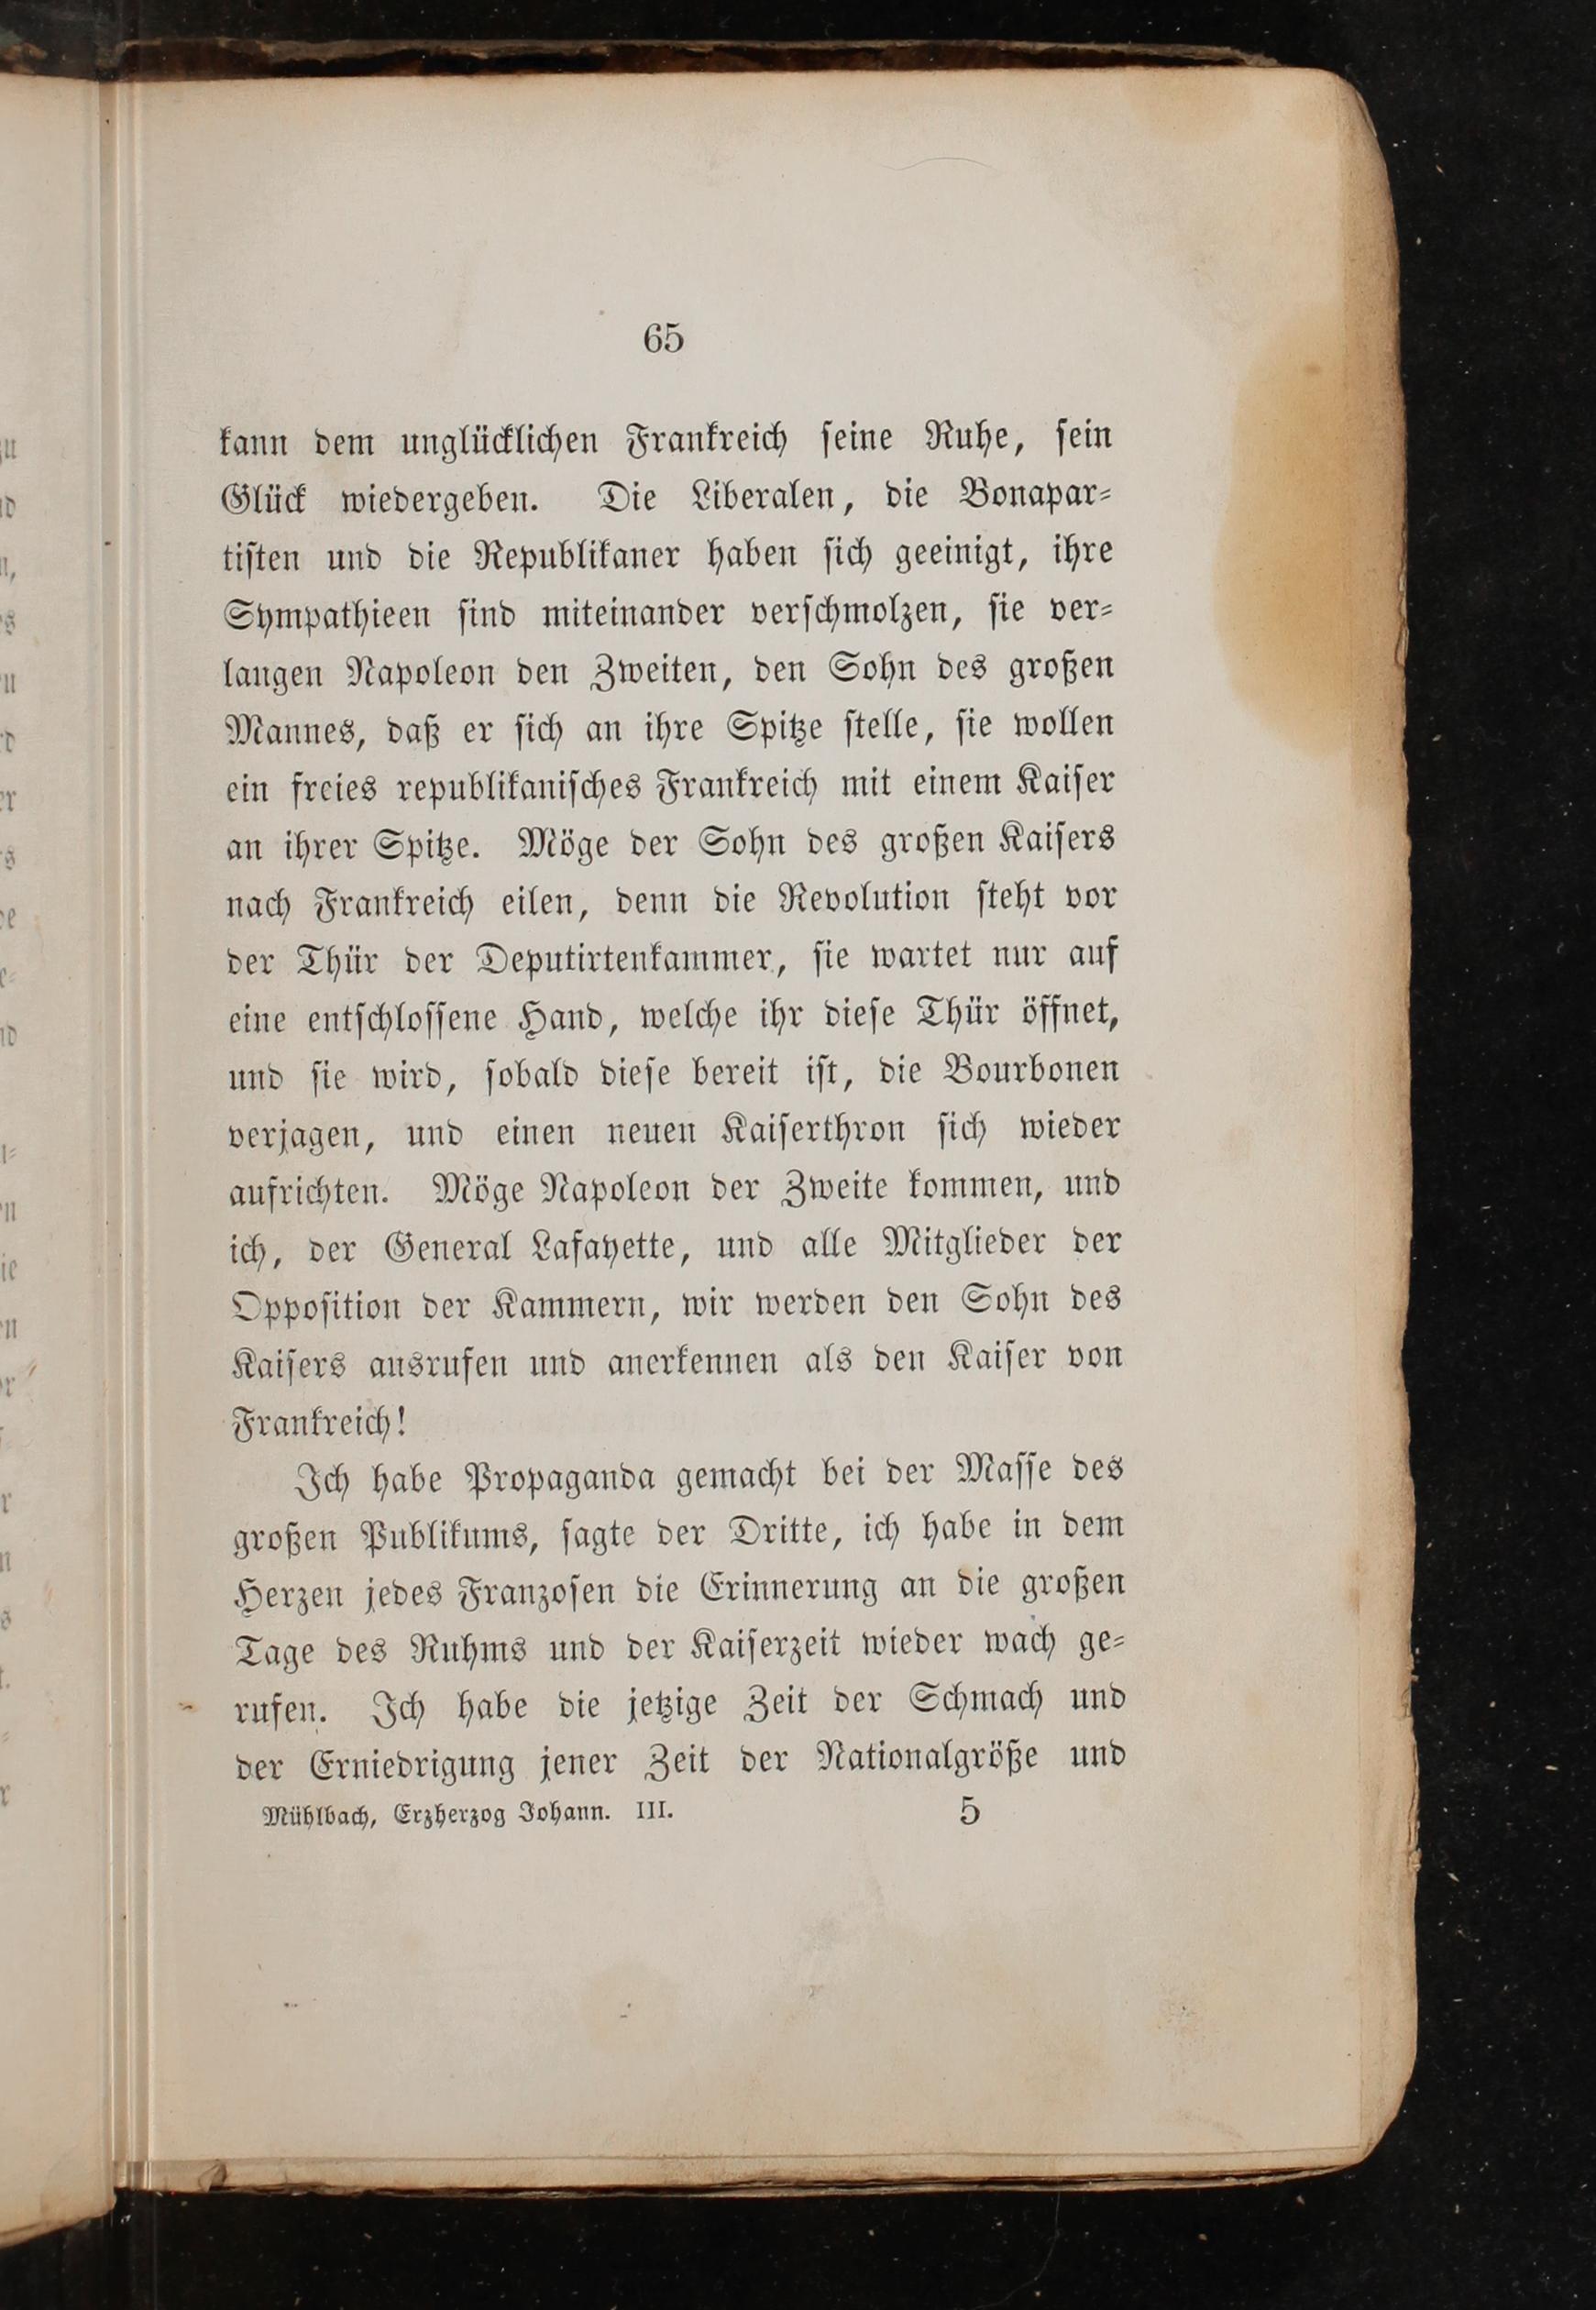 65
kann dem unglücklichen Frankreich seine Ruhe, sein
Glück wiedergeben. Die Liberalen, die Bonapar⸗
tisten und die Republikaner haben sich geeinigt, ihre
Sympathieen sind miteinander verschmolzen, sie ver⸗
langen Napoleon den Zweiten, den Sohn des großen
Mannes, daß er sich an ihre Spitze stelle, sie wollen
ein freies republikanisches Frankreich mit einem Kaiser
an ihrer Spitze. Möge der Sohn des großen Kaisers
nach Frankreich eilen, denn die Revolution steht vor
der Thür der Deputirtenkammer, sie wartet nur auf
eine entschlossene Hand, welche ihr diese Thür öffnet,
und sie wird, sobald diese bereit ist, die Bourbonen
verjagen, und einen neuen Kaiserthron sich wieder
aufrichten. Möge Napoleon der Zweite kommen, und
ich, der General Lafayette, und alle Mitglieder der
Opposition der Kammern, wir werden den Sohn des
Kaisers ausrufen und anerkennen als den Kaiser von
Frankreich!
Ich habe Propaganda gemacht bei der Masse des
großen Publikums, sagte der Dritte, ich habe in dem
Herzen jedes Franzosen die Erinnerung an die großen
Tage des Ruhms und der Kaiserzeit wieder wach ge⸗
rufen. Ich habe die jetzige Zeit der Schmach und
der Erniedrigung jener Zeit der Nationalgröße und
Mühlbach, Erzherzog Johann. III. 5